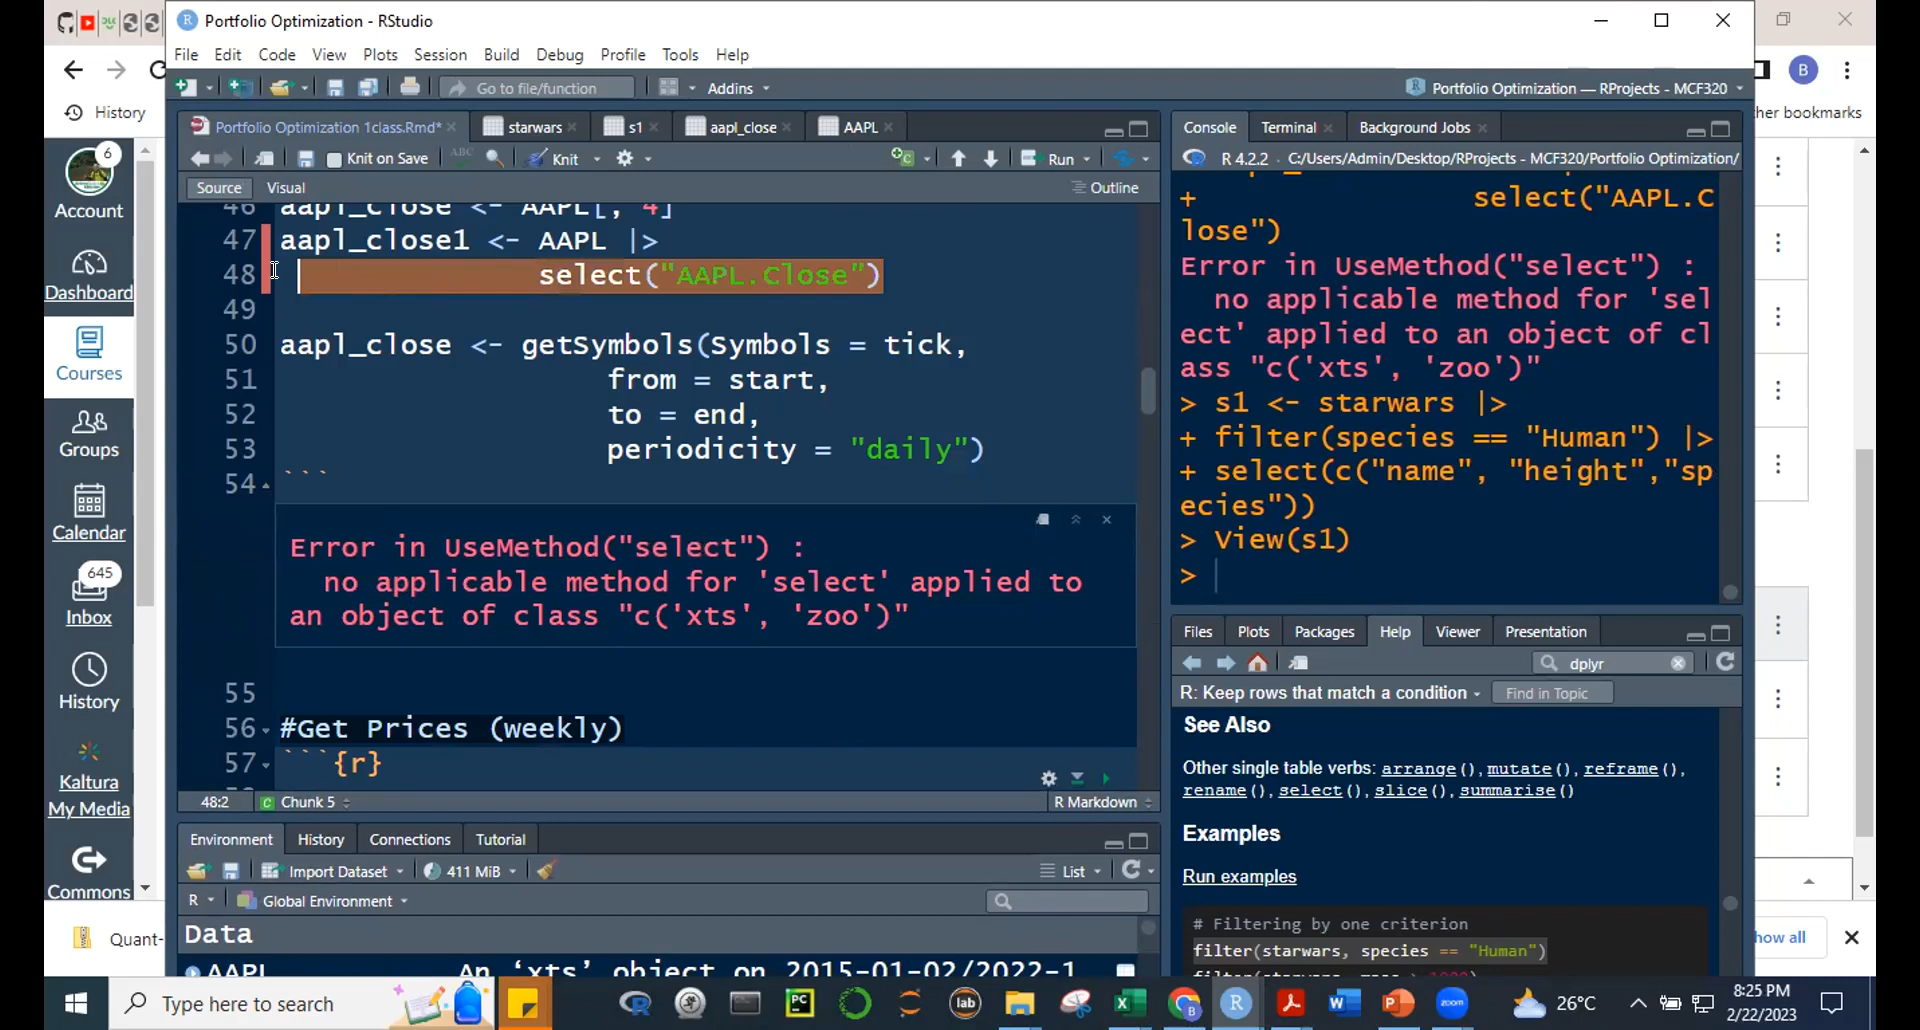 Portfolio Optimization - RStudio
File Edit Code View Plots Session Build Debug Profile Tools Help
Go to file/function Addins
Portfolio Optimization — RProjects - MCF320
History
her bookmarks
B
Portfolio Optimization 1class.Rmd* starwars s1 aapl_close AAPL
Knit on Save ABC Knit Run
Source Visual Outline
46 aapl_close <- AAPL[, 4]
47 aapl_close1 <- AAPL |>
48 select("AAPL.Close")
49
50 aapl_close <- getSymbols(Symbols = tick,
51 from = start,
52 to = end,
53 periodicity = "daily")
54 ```
Error in UseMethod("select") :
no applicable method for 'select' applied to
an object of class "c('xts', 'zoo')"
55
56 #Get Prices (weekly)
57 ```{r}
48:2 Chunk 5 R Markdown
Environment History Connections Tutorial
Import Dataset 411 MiB List
R Global Environment
Data
AAPL An ‘xts’ object on 2015-01-02/2022-1
Console Terminal Background Jobs
R 4.2.2 · C:/Users/Admin/Desktop/RProjects - MCF320/Portfolio Optimization/
+ select("AAPL.C
lose")
Error in UseMethod("select") :
no applicable method for 'sel
ect' applied to an object of cl
ass "c('xts', 'zoo')"
> s1 <- starwars |>
+ filter(species == "Human") |>
+ select(c("name", "height","sp
ecies"))
> View(s1)
>
Files Plots Packages Help Viewer Presentation
dplyr
R: Keep rows that match a condition Find in Topic
See Also
Other single table verbs: arrange(), mutate(), reframe(),
rename(), select(), slice(), summarise()
Examples
Run examples
# Filtering by one criterion
filter(starwars, species == "Human")
6
Account
Dashboard
Courses
Groups
Calendar
645
Inbox
History
Kaltura
My Media
Commons
Quant-
how all
Type here to search
PC
lab
zoom
26°C
8:25 PM
2/22/2023